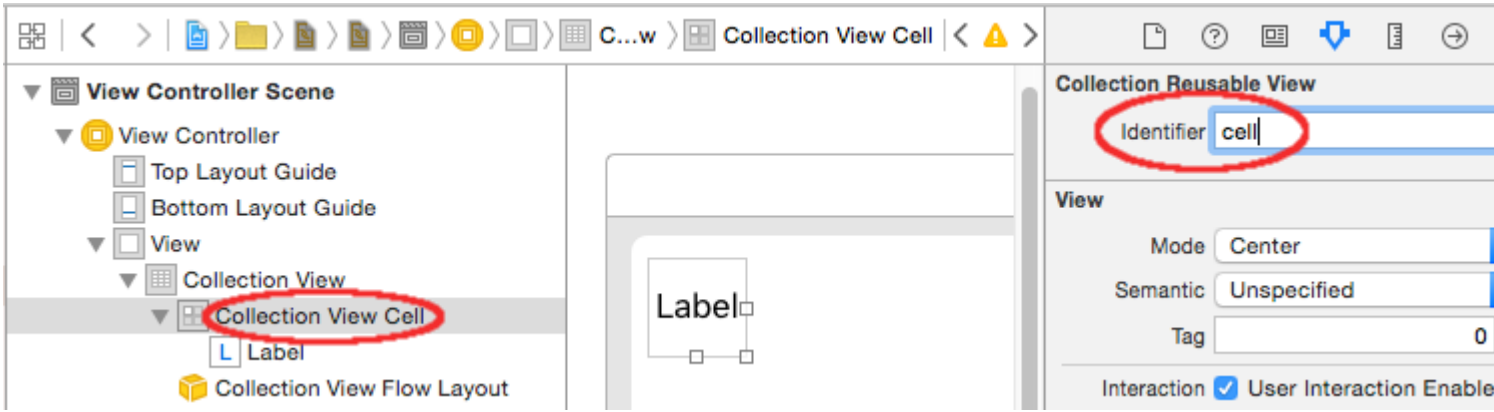 C...w
Collection View Cell
View Controller Scene
View Controller
Top Layout Guide
Bottom Layout Guide
View
Collection View
Collection View Cell
L Label
Collection View Flow Layout
Label
Collection Reusable View
Identifier cell
View
Mode Center
Semantic Unspecified
Tag 0
Interaction User Interaction Enable